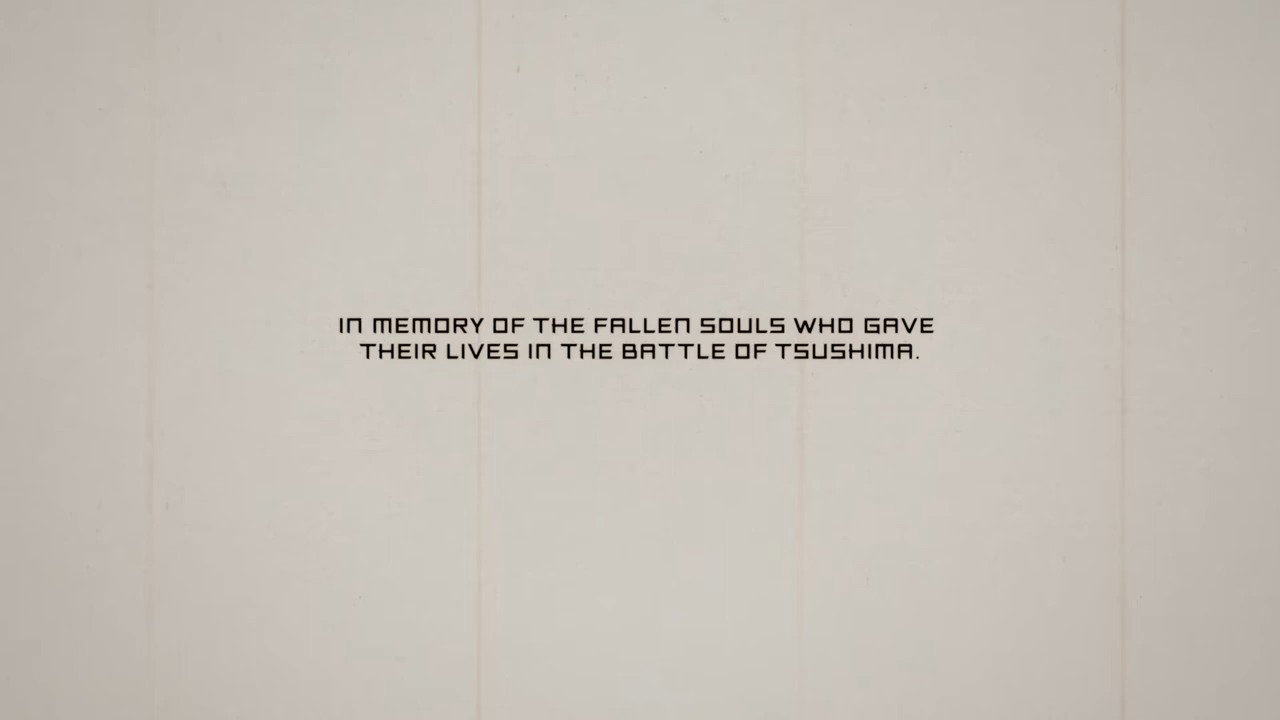 IN MEMORY OF THE FALLEN SOULS WHO GAVE
THEIR LIVES IN THE BATTLE OF TSUSHIMA.